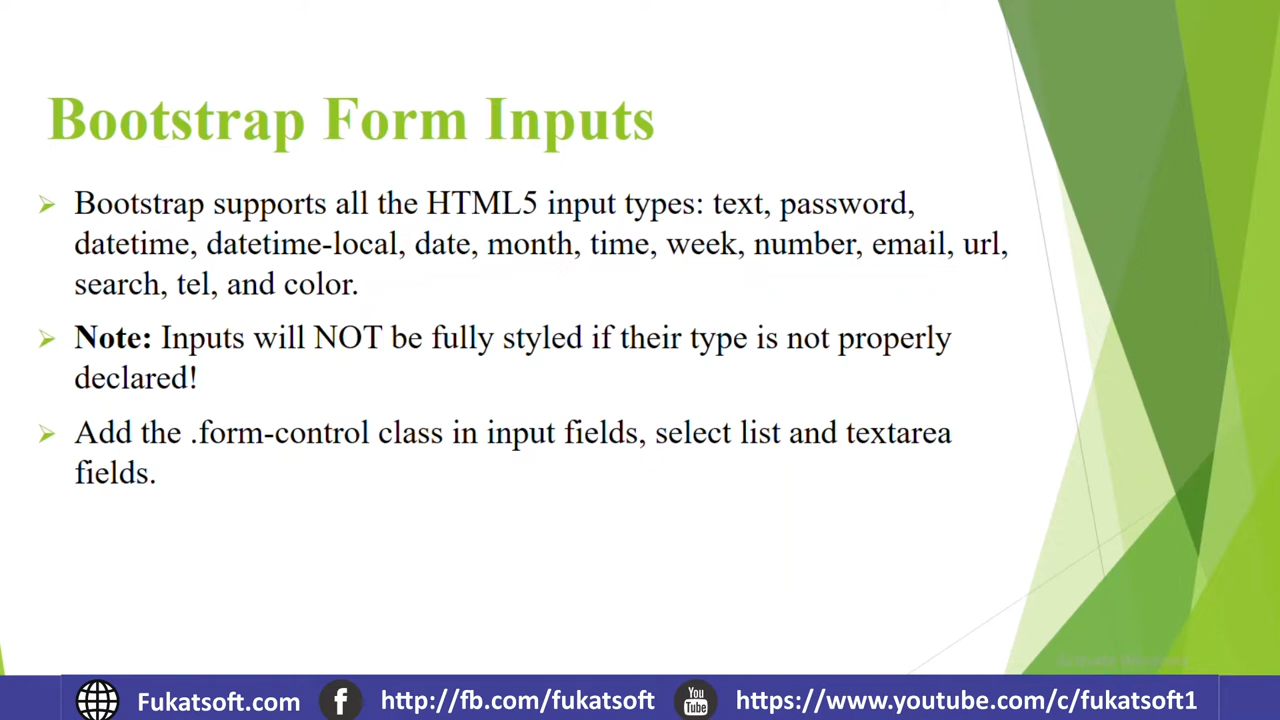 Bootstrap Form Inputs
Bootstrap supports all the HTML5 input types: text, password,
datetime, datetime-local, date, month, time, week, number, email, url,
search, tel, and color.
Note: Inputs will NOT be fully styled if their type is not properly
declared!
Add the .form-control class in input fields, select list and textarea
fields.
Fukatsoft.com http://fb.com/fukatsoft You Tube https://www.youtube.com/c/fukatsoft1